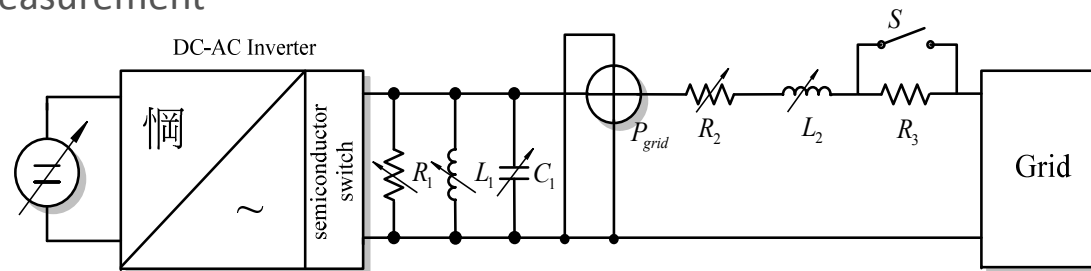 easurement
DC-AC Inverter
惘
~
semiconductor
switch
R1
L1
C1
Pgrid
R2
L2
S
R3
Grid